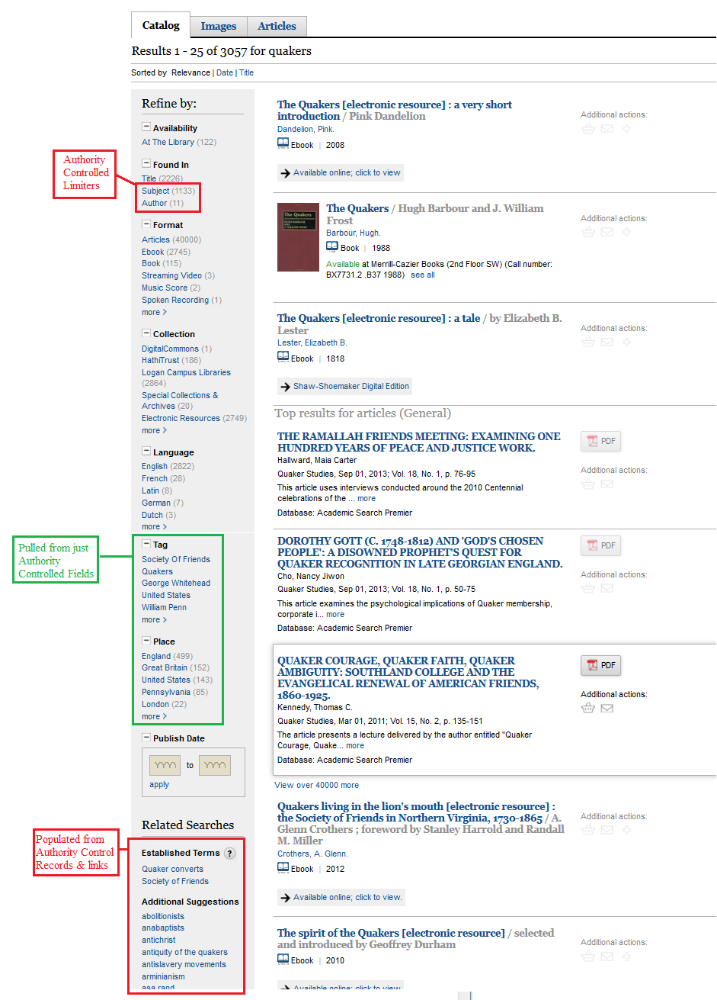 Catalog
Images
Articles
Results 1 - 25 of 3057 for quakers
Sorted by Relevance | Date | Title
Refine by:
Availability
At The Library (122)
Authority
Controlled
Limiters
Found In
Title (2226)
Subject (1133)
Author (11)
Format
Articles (40000)
Ebook (2745)
Book (115)
Streaming Video (3)
Music Score (2)
Spoken Recording (1)
more
Collection
DigitalCommons (1)
HathiTrust (186)
Logan Campus Libraries
(2864)
Special Collections &
Archives (20)
Electronic Resources (2749)
more
Language
English (2822)
French (28)
Latin (8)
German (7)
Dutch (3)
more
Pulled from just
Authority
Controlled Fields
Tag
Society Of Friends
Quakers
George Whitehead
United States
William Penn
more
Place
England (499)
Great Britain (152)
United States (143)
Pennsylvania (85)
London (22)
more
Publish Date
YYYY to YYYY
apply
Related Searches
Populated from
Authority Control
Records & links
Established Terms ?
Quaker converts
Society of Friends
Additional Suggestions
abolitionists
anabaptists
antichrist
antiquity of the quakers
antislavery movements
arminianism
asa rand
The Quakers [electronic resource] : a very short
introduction / Pink Dandelion
Dandelion, Pink.
Ebook | 2008
Available online; click to view
Additional actions:
The Quakers / Hugh Barbour and J. William
Frost
Barbour, Hugh.
Book | 1988
Available at Merrill-Cazier Books (2nd Floor SW) (Call number:
BX7731.2 .B37 1988) see all
Additional actions:
The Quakers
The Quakers [electronic resource] : a tale / by Elizabeth B.
Lester
Lester, Elizabeth B.
Ebook | 1818
Shaw-Shoemaker Digital Edition
Additional actions:
Top results for articles (General)
THE RAMALLAH FRIENDS MEETING: EXAMINING ONE
HUNDRED YEARS OF PEACE AND JUSTICE WORK.
Hallward, Maia Carter
Quaker Studies, Sep 01, 2013; Vol. 18, No. 1, p. 76-95
This article uses interviews conducted around the 2010 Centennial
celebrations of the ... more
Database: Academic Search Premier
PDF
Additional actions:
DOROTHY GOTT (C. 1748-1812) AND 'GOD'S CHOSEN
PEOPLE': A DISOWNED PROPHET'S QUEST FOR
QUAKER RECOGNITION IN LATE GEORGIAN ENGLAND.
Cho, Nancy Jiwon
Quaker Studies, Sep 01, 2013; Vol. 18, No. 1, p. 50-75
This article examines the psychological implications of Quaker membership,
corporate i... more
Database: Academic Search Premier
PDF
Additional actions:
QUAKER COURAGE, QUAKER FAITH, QUAKER
AMBIGUITY: SOUTHLAND COLLEGE AND THE
EVANGELICAL RENEWAL OF AMERICAN FRIENDS,
1860-1925.
Kennedy, Thomas C.
Quaker Studies, Mar 01, 2011; Vol. 15, No. 2, p. 135-151
The article presents a lecture delivered by the author entitled "Quaker
Courage, Quake... more
Database: Academic Search Premier
PDF
Additional actions:
View over 40000 more
Quakers living in the lion's mouth [electronic resource] :
the Society of Friends in Northern Virginia, 1730-1865 / A.
Glenn Crothers ; foreword by Stanley Harrold and Randall
M. Miller
Crothers, A. Glenn.
Ebook | 2012
Available online; click to view.
Additional actions:
The spirit of the Quakers [electronic resource] / selected
and introduced by Geoffrey Durham
Ebook | 2010
Available online; click to view
Additional actions: